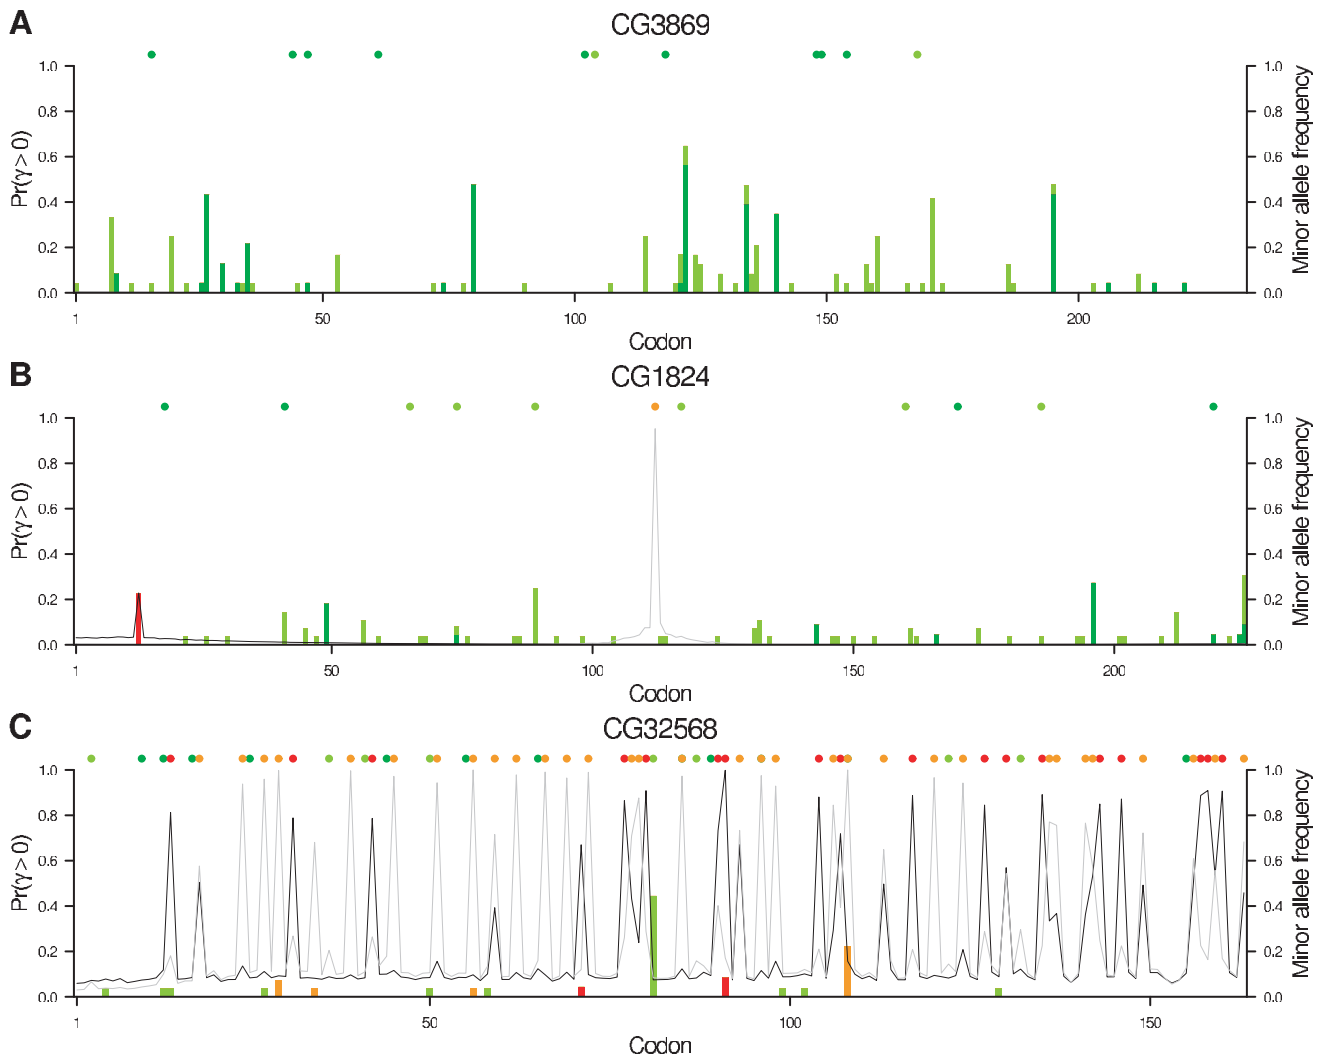 A
CG3869
1.0 1.0
0.8 0.8
0.6 0.6
0.4 0.4
0.2 0.2
0.0 0.0
Pr(γ > 0)
Minor allele frequency
1 50 100 150 200
Codon
B
CG1824
1.0 1.0
0.8 0.8
0.6 0.6
0.4 0.4
0.2 0.2
0.0 0.0
Pr(γ > 0)
Minor allele frequency
1 50 100 150 200
Codon
C
CG32568
1.0 1.0
0.8 0.8
0.6 0.6
0.4 0.4
0.2 0.2
0.0 0.0
Pr(γ > 0)
Minor allele frequency
1 50 100 150
Codon